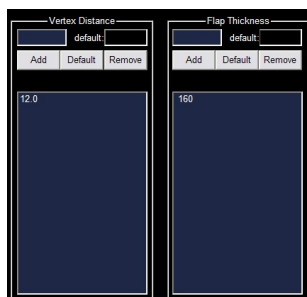 Vertex Distance
default:
Add Default Remove
12.0
Flap Thickness
default:
Add Default Remove
160